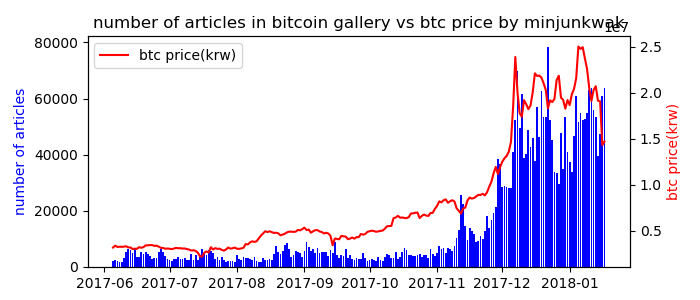 number of articles in bitcoin gallery vs btc price by minjunkwak
1e7
btc price(krw)
number of articles
80000
60000
40000
20000
0
2.5
2.0
1.5
1.0
0.5
btc price(krw)
2017-06 2017-07 2017-08 2017-09 2017-10 2017-11 2017-12 2018-01